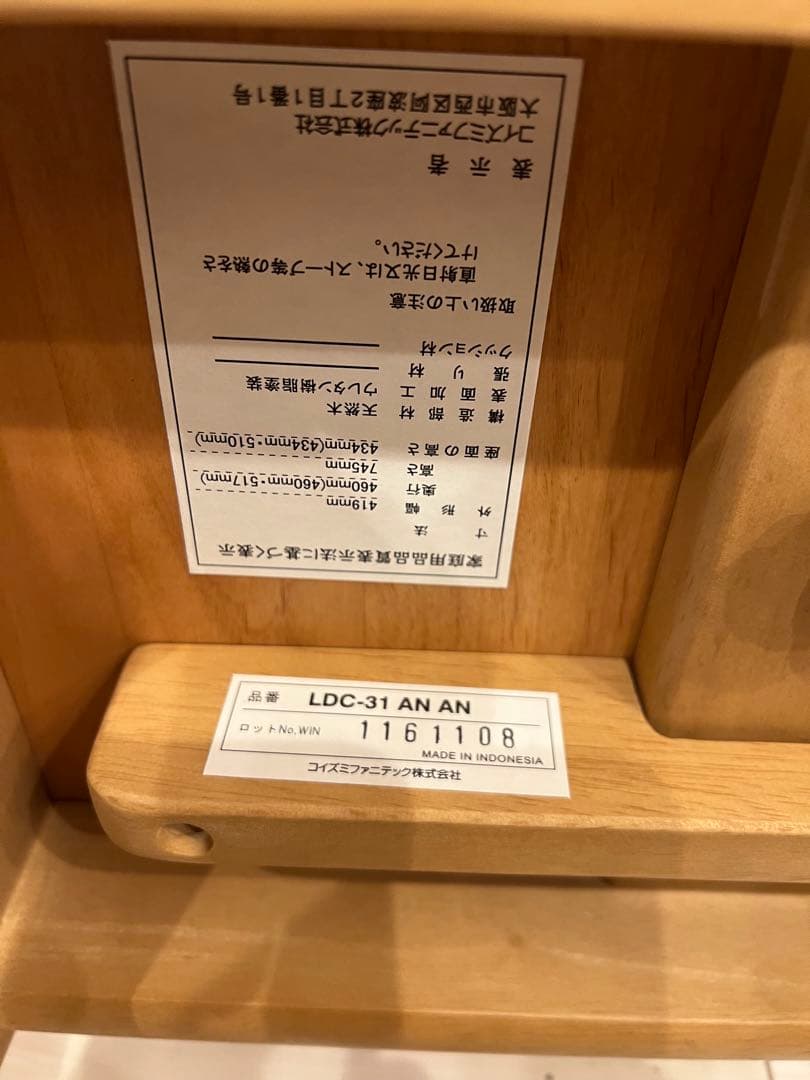 家庭用品品質表示法に基づく表示
寸法
外形 幅 419mm
奥行 460mm(460mm・517mm)
高さ 745mm
座面の高さ 434mm(434mm・510mm)
構造部材 天然木
表面加工 ウレタン樹脂塗装
張り材
クッション材
取扱い上の注意
直射日光又は、ストーブ等の熱をさ
けてください。
表示者
コイズミファニテック株式会社
大阪市西区阿波座2丁目1番1号
品番 LDC-31 AN AN
ロットNo,WIN 1161108
MADE IN INDONESIA
コイズミファニテック株式会社